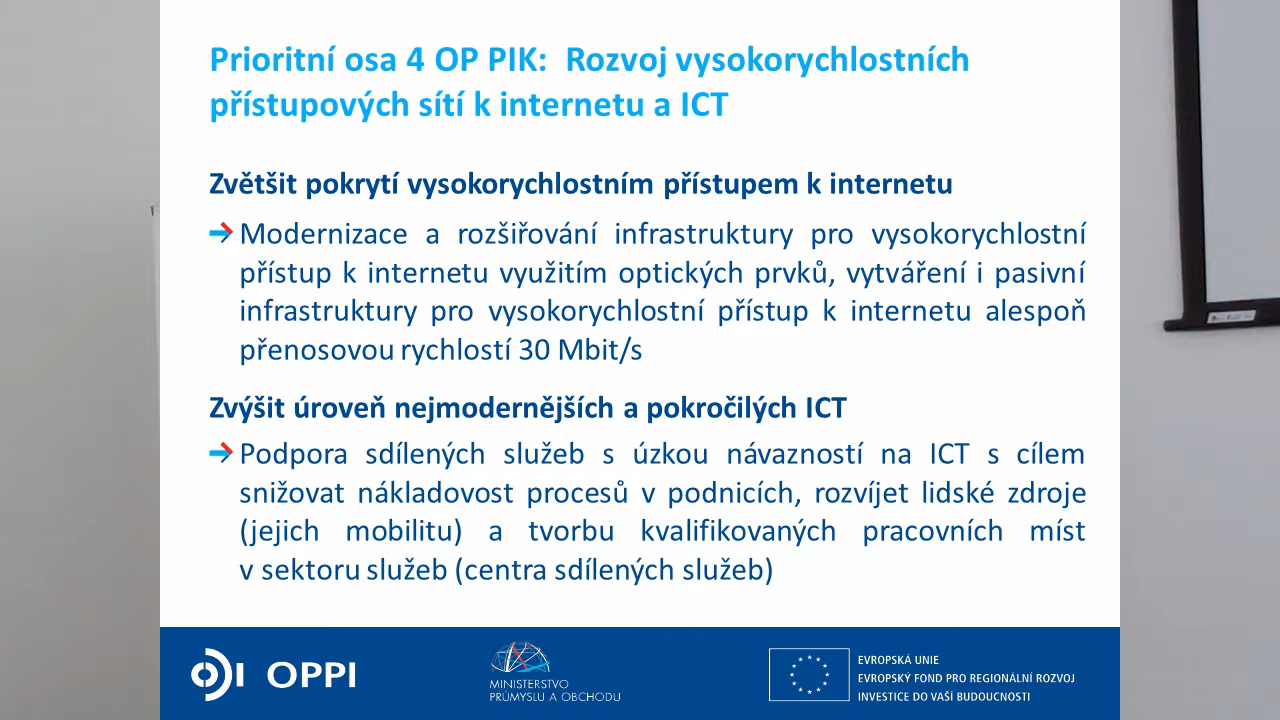 Prioritní osa 4 OP PIK: Rozvoj vysokorychlostních
přístupových sítí k internetu a ICT
Zvětšit pokrytí vysokorychlostním přístupem k internetu
Modernizace a rozšiřování infrastruktury pro vysokorychlostní
přístup k internetu využitím optických prvků, vytváření i pasivní
infrastruktury pro vysokorychlostní přístup k internetu alespoň
přenosovou rychlostí 30 Mbit/s
Zvýšit úroveň nejmodernějších a pokročilých ICT
Podpora sdílených služeb s úzkou návazností na ICT s cílem
snižovat nákladovost procesů v podnicích, rozvíjet lidské zdroje
(jejich mobilitu) a tvorbu kvalifikovaných pracovních míst
v sektoru služeb (centra sdílených služeb)
OPPI
MINISTERSTVO
PRŮMYSLU A OBCHODU
EVROPSKÁ UNIE
EVROPSKÝ FOND PRO REGIONÁLNÍ ROZVOJ
INVESTICE DO VAŠÍ BUDOUCNOSTI